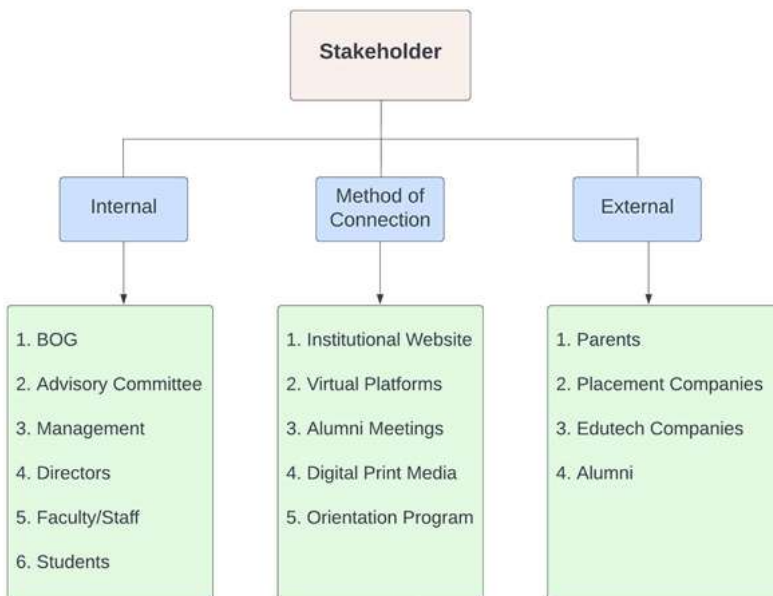 Stakeholder
Internal
Method of
Connection
External
1. BOG
2. Advisory Committee
3. Management
4. Directors
5. Faculty/Staff
6. Students
1. Institutional Website
2. Virtual Platforms
3. Alumni Meetings
4. Digital Print Media
5. Orientation Program
1. Parents
2. Placement Companies
3. Edutech Companies
4. Alumni